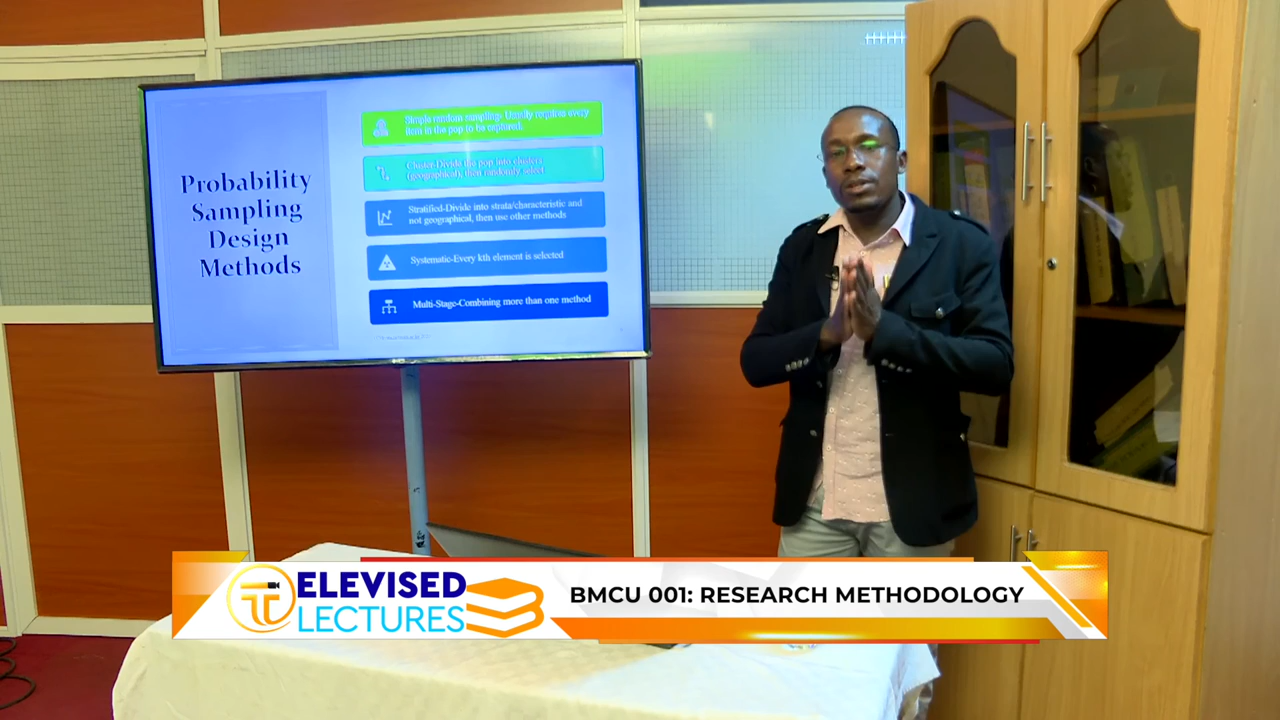 Probability
Sampling
Design
Methods
Simple random sampling- Usually requires every
item in the pop to be captured.
Cluster-Divide the pop into clusters
(geographical), then randomly select
Stratified-Divide into strata/characteristic and
not geographical, then use other methods
Systematic-Every kth element is selected
Multi-Stage-Combining more than one method
TELEVISED
LECTURES
BMCU 001: RESEARCH METHODOLOGY